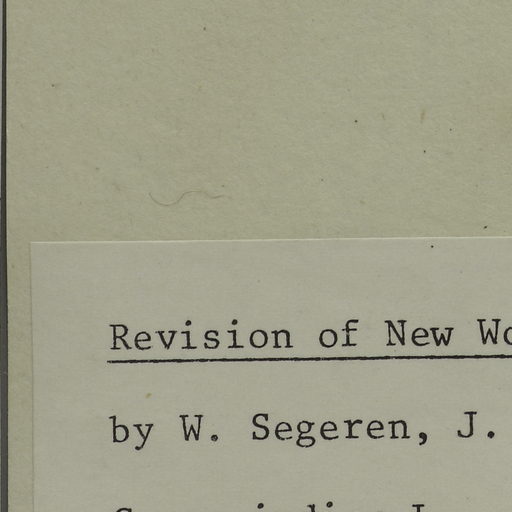 Revision of New Wo
by W. Segeren, J.